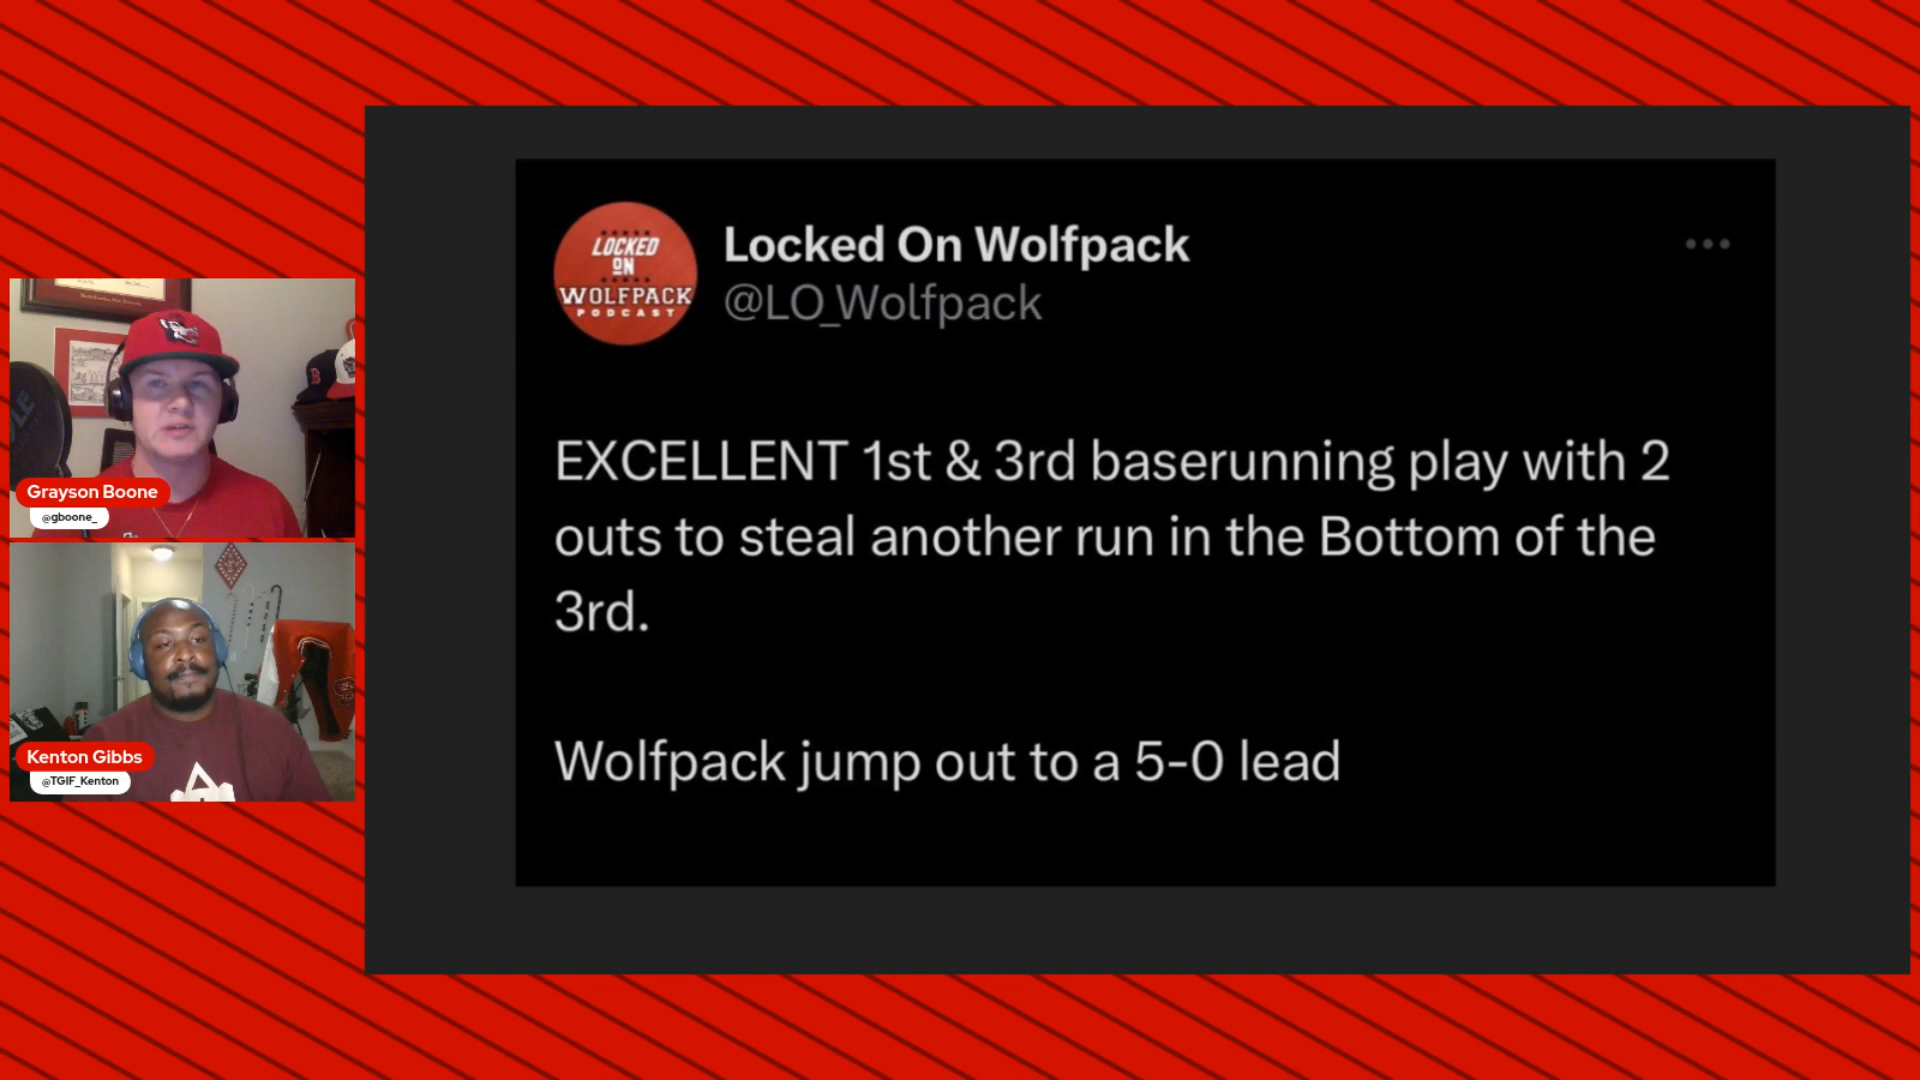 LOCKED
ON
WOLFPACK
PODCAST
Locked On Wolfpack
@LO_Wolfpack
EXCELLENT 1st & 3rd baserunning play with 2
outs to steal another run in the Bottom of the
3rd.
Wolfpack jump out to a 5-0 lead
Grayson Boone
@gboone_
Kenton Gibbs
@TGIF_Kenton